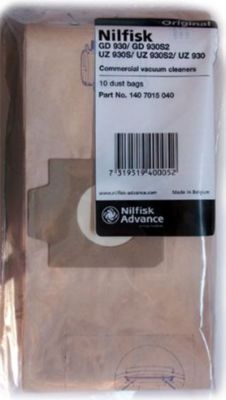 Original
Nilfisk
GD 930/ GD 930S2
UZ 930S/ UZ 930S2/ UZ 930
Commercial vacuum cleaners
10 dust bags
Part No. 140 7015 040
7 319519 400052
www.nilfisk-advance.com
Made in Belgium
Nilfisk
Advance